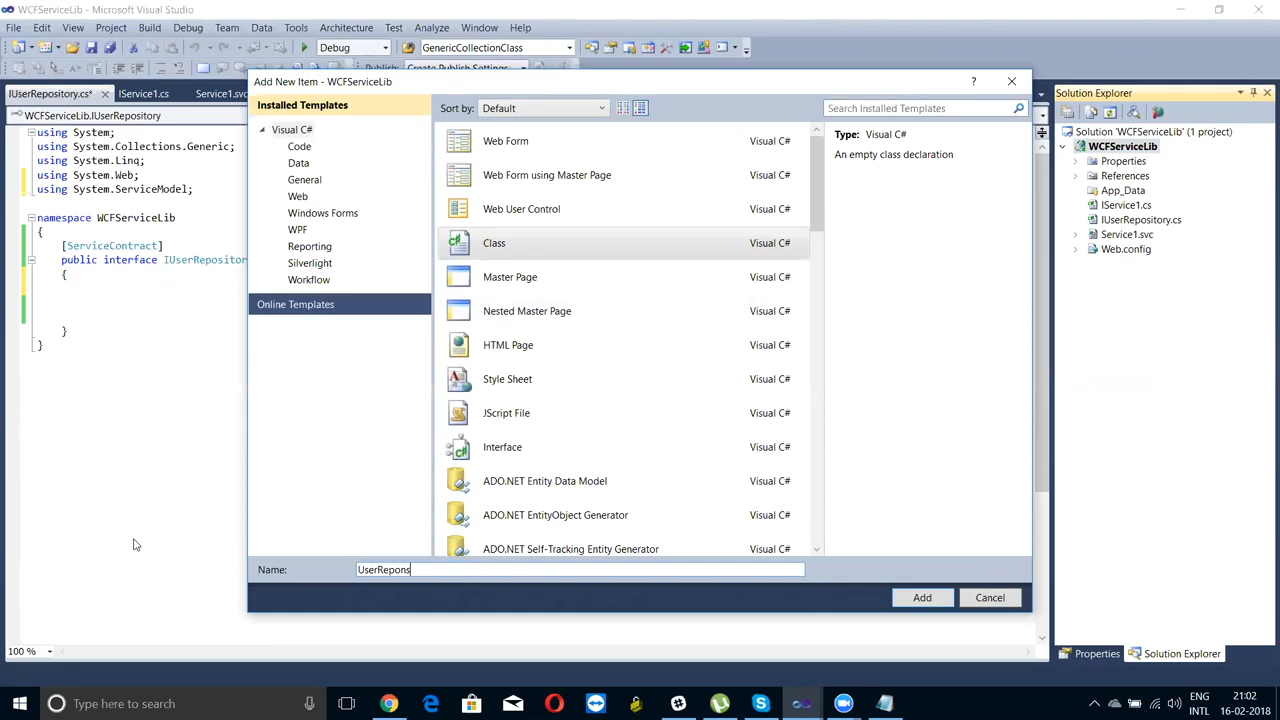 WCFServiceLib - Microsoft Visual Studio
File Edit View Project Build Debug Team Data Tools Architecture Test Analyze Window Help
Debug GenericCollectionClass
Publish: Create Publish Settings
IUserRepository.cs* IService1.cs Service1.svc
WCFServiceLib.IUserRepository
using System;
using System.Collections.Generic;
using System.Linq;
using System.Web;
using System.ServiceModel;
namespace WCFServiceLib
{
[ServiceContract]
public interface IUserRepository
{
}
}
100 %
Add New Item - WCFServiceLib
?
Installed Templates
Visual C#
Code
Data
General
Web
Windows Forms
WPF
Reporting
Silverlight
Workflow
Online Templates
Sort by: Default
Search Installed Templates
Web Form Visual C#
Web Form using Master Page Visual C#
Web User Control Visual C#
Class Visual C#
Master Page Visual C#
Nested Master Page Visual C#
HTML Page Visual C#
Style Sheet Visual C#
JScript File Visual C#
Interface Visual C#
ADO.NET Entity Data Model Visual C#
ADO.NET EntityObject Generator Visual C#
ADO.NET Self-Tracking Entity Generator Visual C#
Type: Visual C#
An empty class declaration
Name: UserRepons
Add Cancel
Solution Explorer
Solution 'WCFServiceLib' (1 project)
WCFServiceLib
Properties
References
App_Data
IService1.cs
IUserRepository.cs
Service1.svc
Web.config
Properties Solution Explorer
Type here to search
ENG
INTL
21:02
16-02-2018